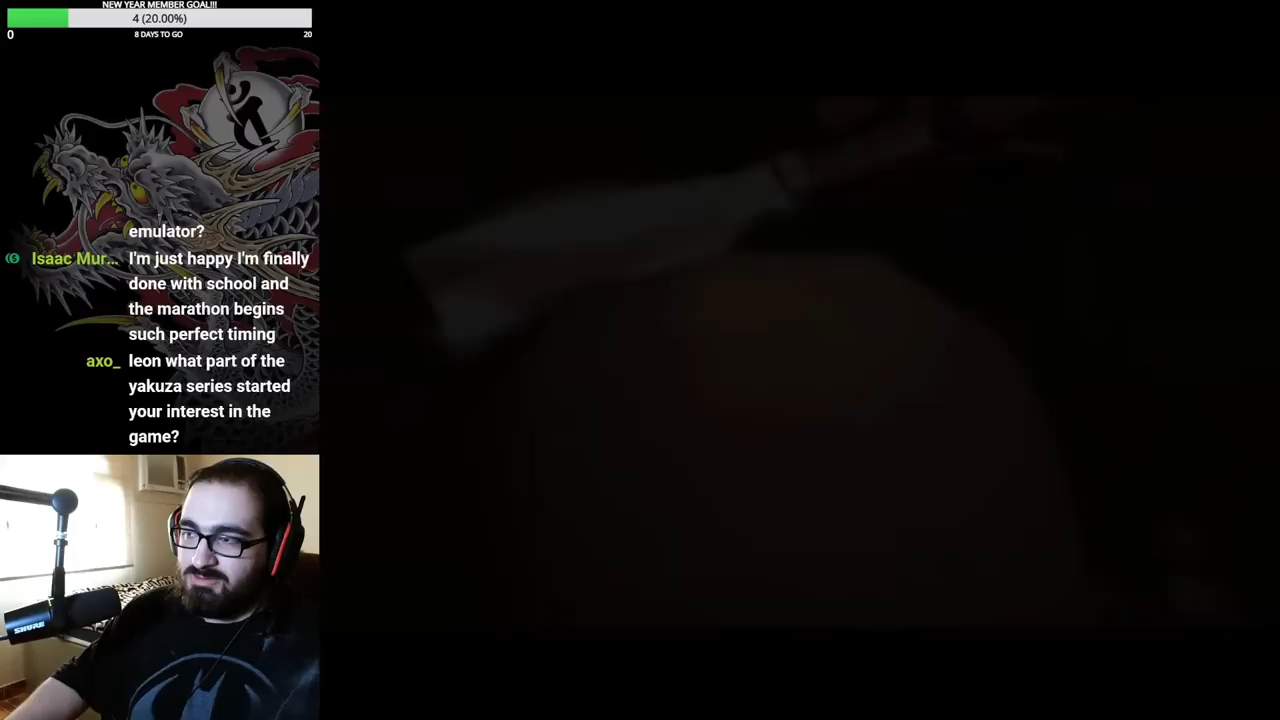 NEW YEAR MEMBER GOAL!!!
4 (20.00%)
0 8 DAYS TO GO 20
emulator?
Isaac Mur... I'm just happy I'm finally
done with school and
the marathon begins
such perfect timing
axo_ leon what part of the
yakuza series started
your interest in the
game?
SHURE